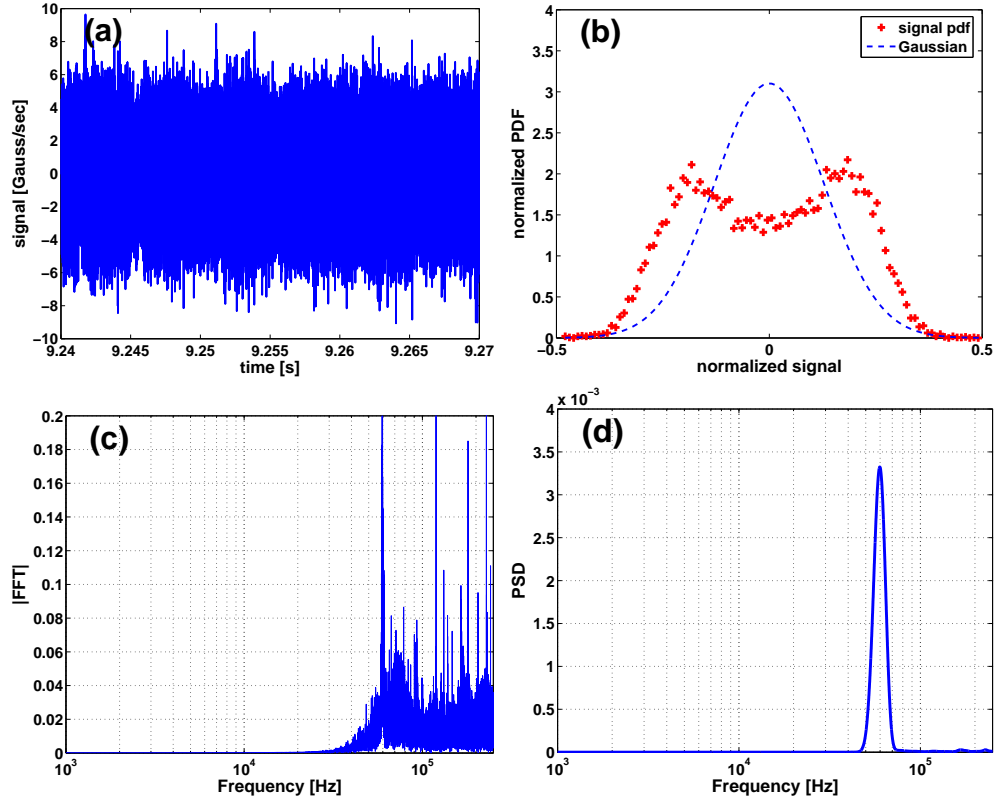 (a)
10
8
6
4
2
0
−2
−4
−6
−8
−10
signal [Gauss/sec]
9.24 9.245 9.25 9.255 9.26 9.265 9.27
time [s]
(b)
signal pdf
Gaussian
4
3.5
3
2.5
2
1.5
1
0.5
0
normalized PDF
−0.5 0 0.5
normalized signal
(c)
0.2
0.18
0.16
0.14
0.12
0.1
0.08
0.06
0.04
0.02
0
|FFT|
10^3 10^4 10^5
Frequency [Hz]
(d)
x 10^−3
4
3.5
3
2.5
2
1.5
1
0.5
0
PSD
10^3 10^4 10^5
Frequency [Hz]